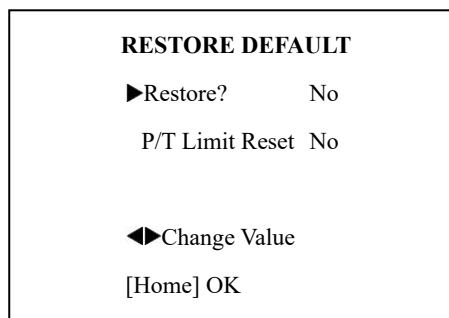 RESTORE DEFAULT
▶Restore? No
P/T Limit Reset No
◀▶Change Value
[Home] OK